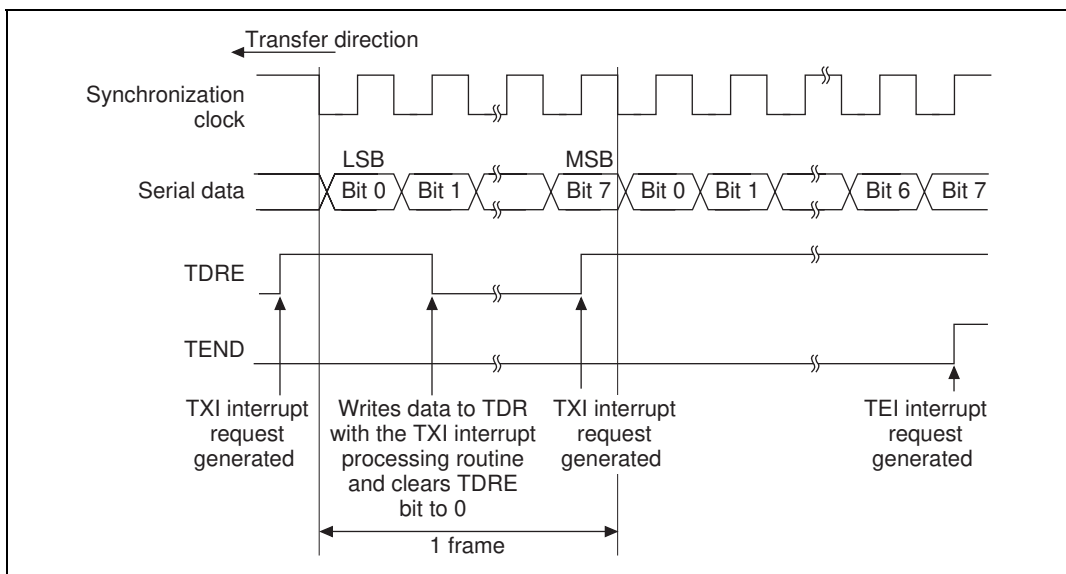 Transfer direction
Synchronization
clock
LSB
MSB
Serial data
Bit 0
Bit 1
Bit 7
Bit 0
Bit 1
Bit 6
Bit 7
TDRE
TEND
TXI interrupt
request
generated
Writes data to TDR
with the TXI interrupt
processing routine
and clears TDRE
bit to 0
TXI interrupt
request
generated
TEI interrupt
request
generated
1 frame